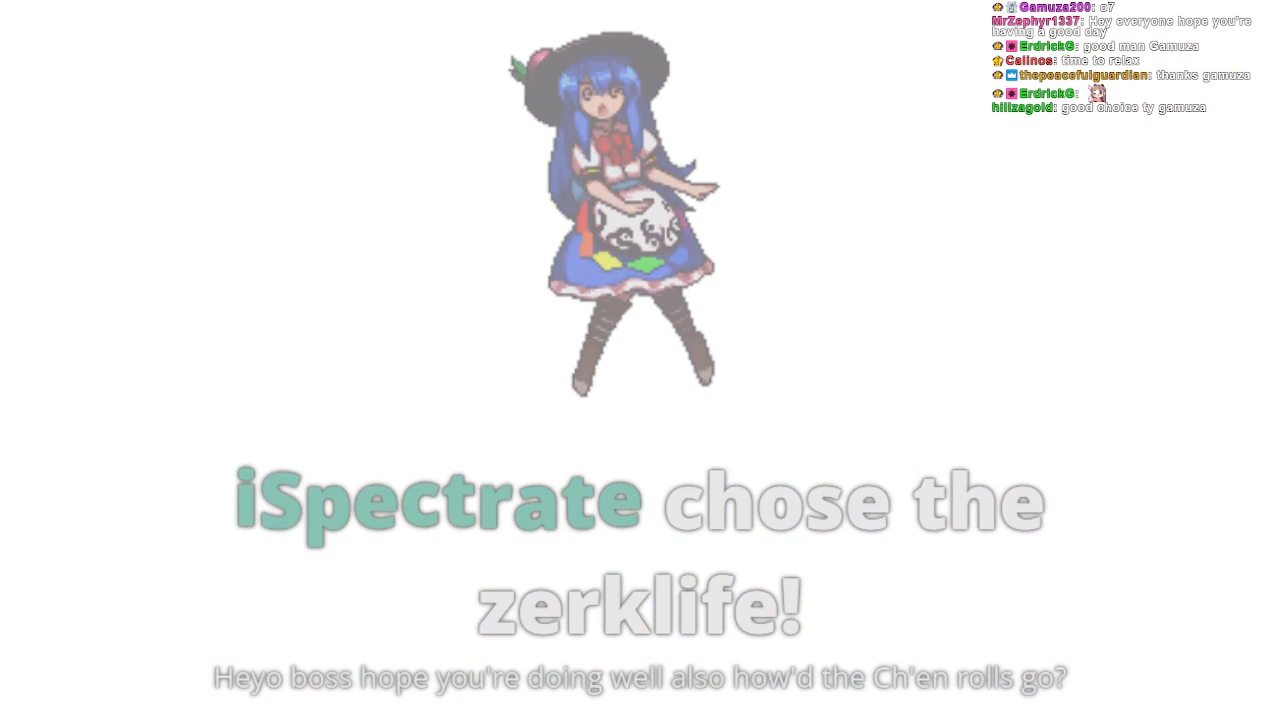 Gamuza200: o7
MrZephyr1337: Hey everyone hope you're
having a good day
ErdrickG: good man Gamuza
Calinos: time to relax
thepeacefulguardian: thanks gamuza
ErdrickG:
hillzagold: good choice ty gamuza
iSpectrate chose the
zerklife!
Heyo boss hope you're doing well also how'd the Ch'en rolls go?